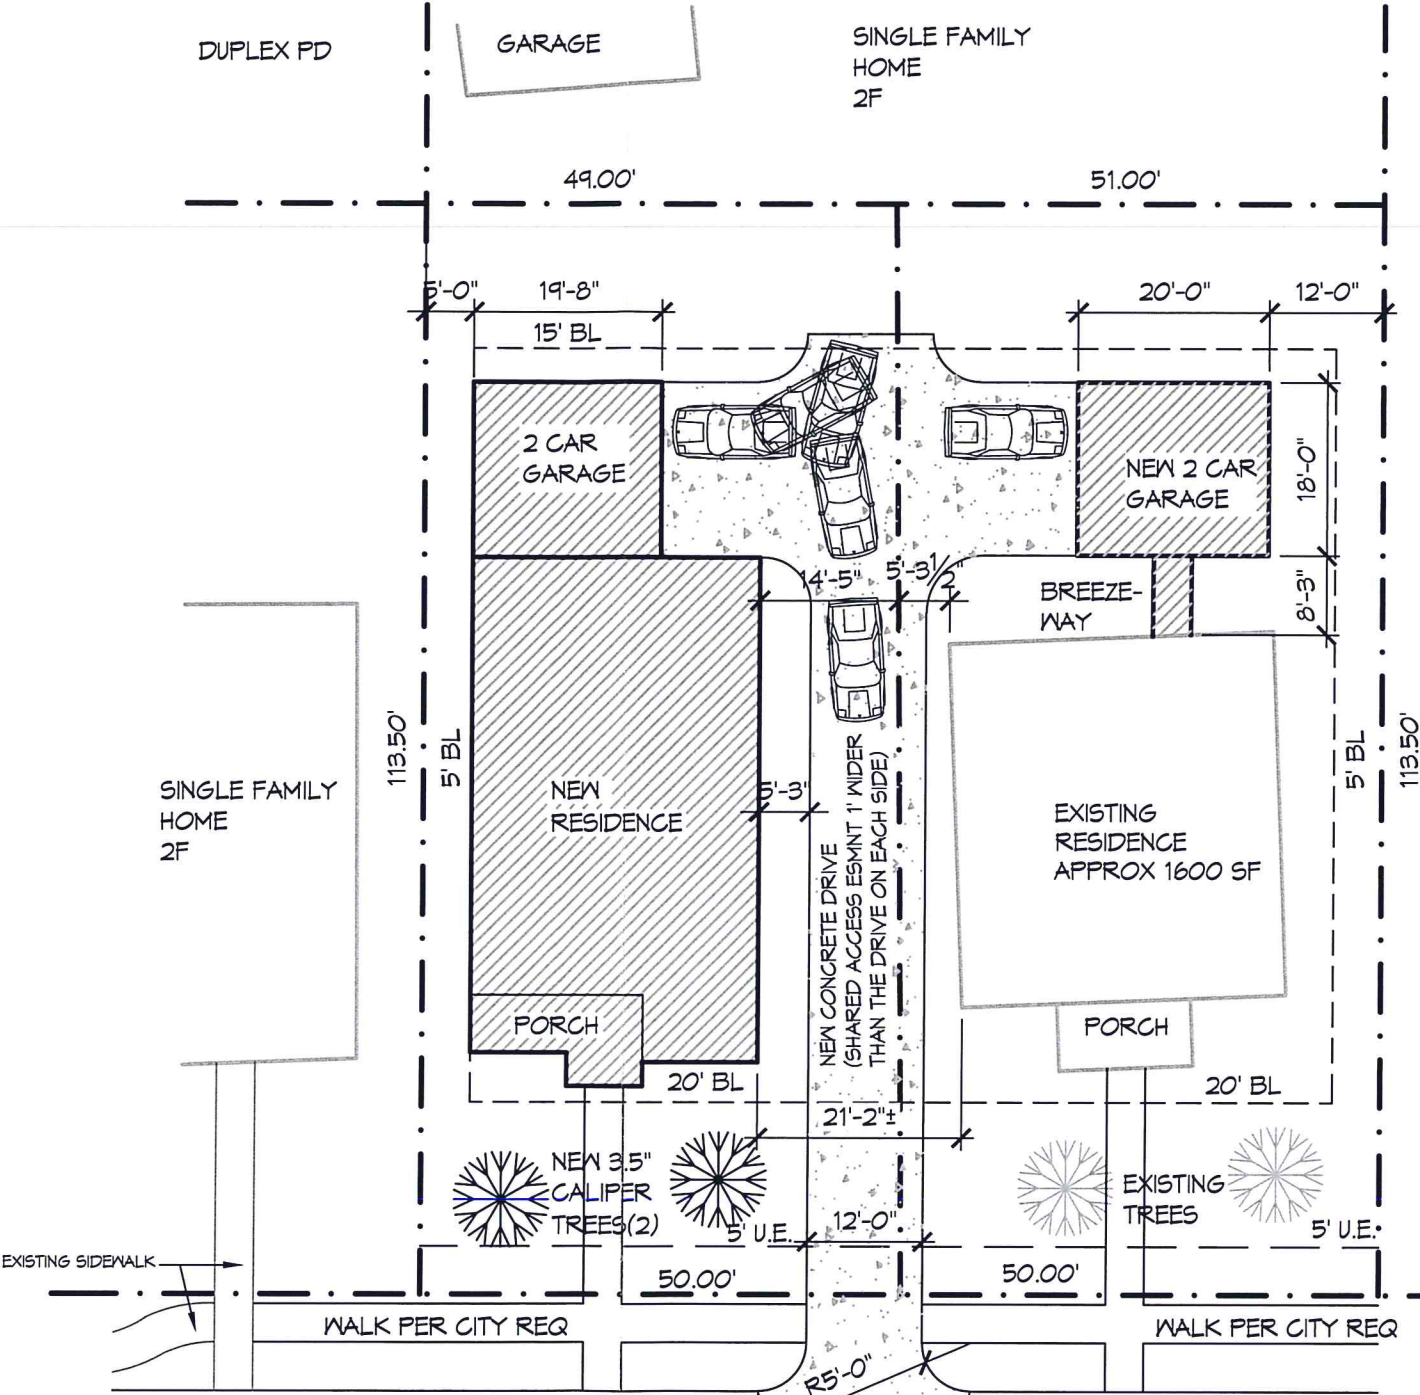 DUPLEX PD
GARAGE
SINGLE FAMILY
HOME
2F
49.00'
51.00'
5'-0"
19'-8"
20'-0"
12'-0"
15' BL
2 CAR
GARAGE
NEW 2 CAR
GARAGE
18'-0"
14'-5"
5'-3 1/2"
BREEZE-
WAY
8'-3"
113.50'
5' BL
SINGLE FAMILY
HOME
2F
NEW
RESIDENCE
5'-3"
NEW CONCRETE DRIVE
(SHARED ACCESS ESMNT 1' WIDER
THAN THE DRIVE ON EACH SIDE)
EXISTING
RESIDENCE
APPROX 1600 SF
5' BL
113.50'
PORCH
PORCH
20' BL
20' BL
21'-2"±
NEW 3.5"
CALIPER
TREES(2)
EXISTING
TREES
5' U.E.
12'-0"
5' U.E.
EXISTING SIDEWALK
50.00'
50.00'
WALK PER CITY REQ
WALK PER CITY REQ
R5'-0"